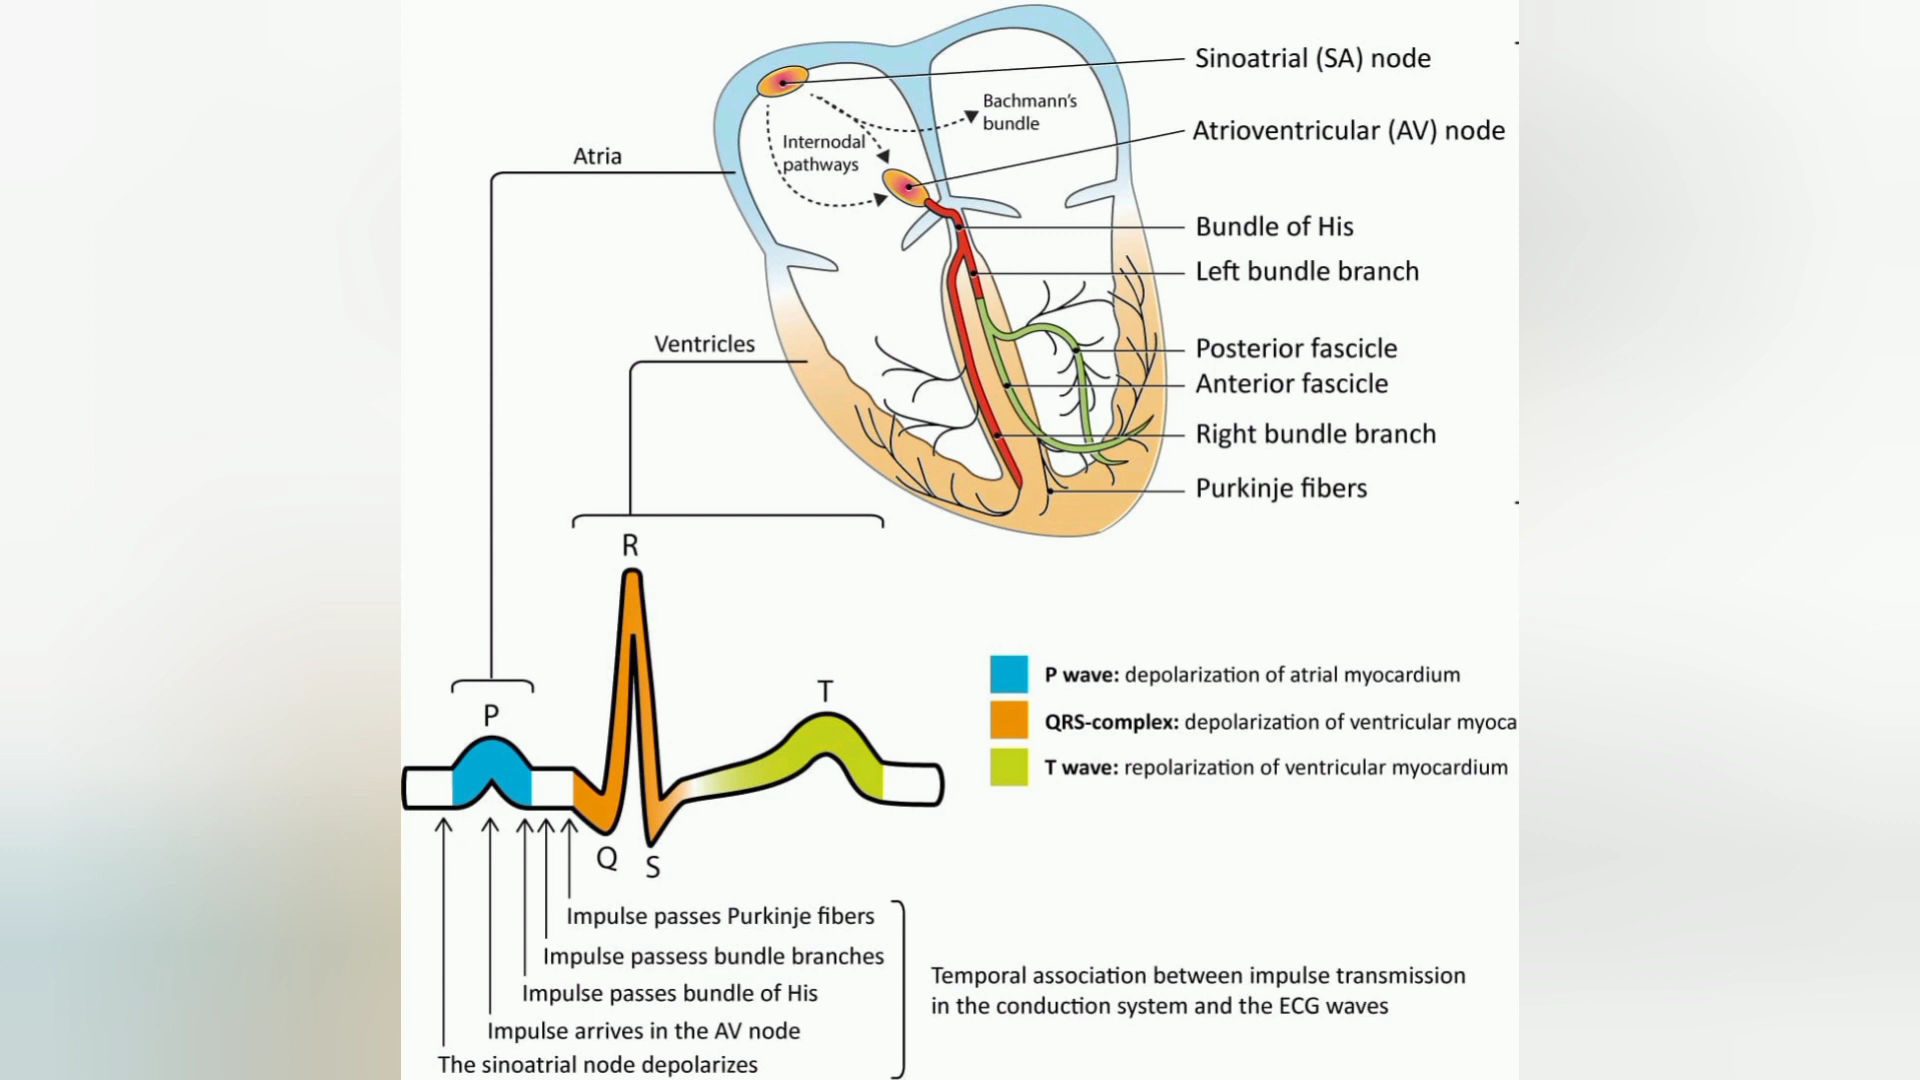 Sinoatrial (SA) node
Bachmann's
bundle
Atrioventricular (AV) node
Internodal
pathways
Atria
Bundle of His
Left bundle branch
Ventricles
Posterior fascicle
Anterior fascicle
Right bundle branch
Purkinje fibers
R
P
T
Q
S
P wave: depolarization of atrial myocardium
QRS-complex: depolarization of ventricular myoca
T wave: repolarization of ventricular myocardium
Impulse passes Purkinje fibers
Impulse passess bundle branches
Impulse passes bundle of His
Impulse arrives in the AV node
The sinoatrial node depolarizes
Temporal association between impulse transmission
in the conduction system and the ECG waves